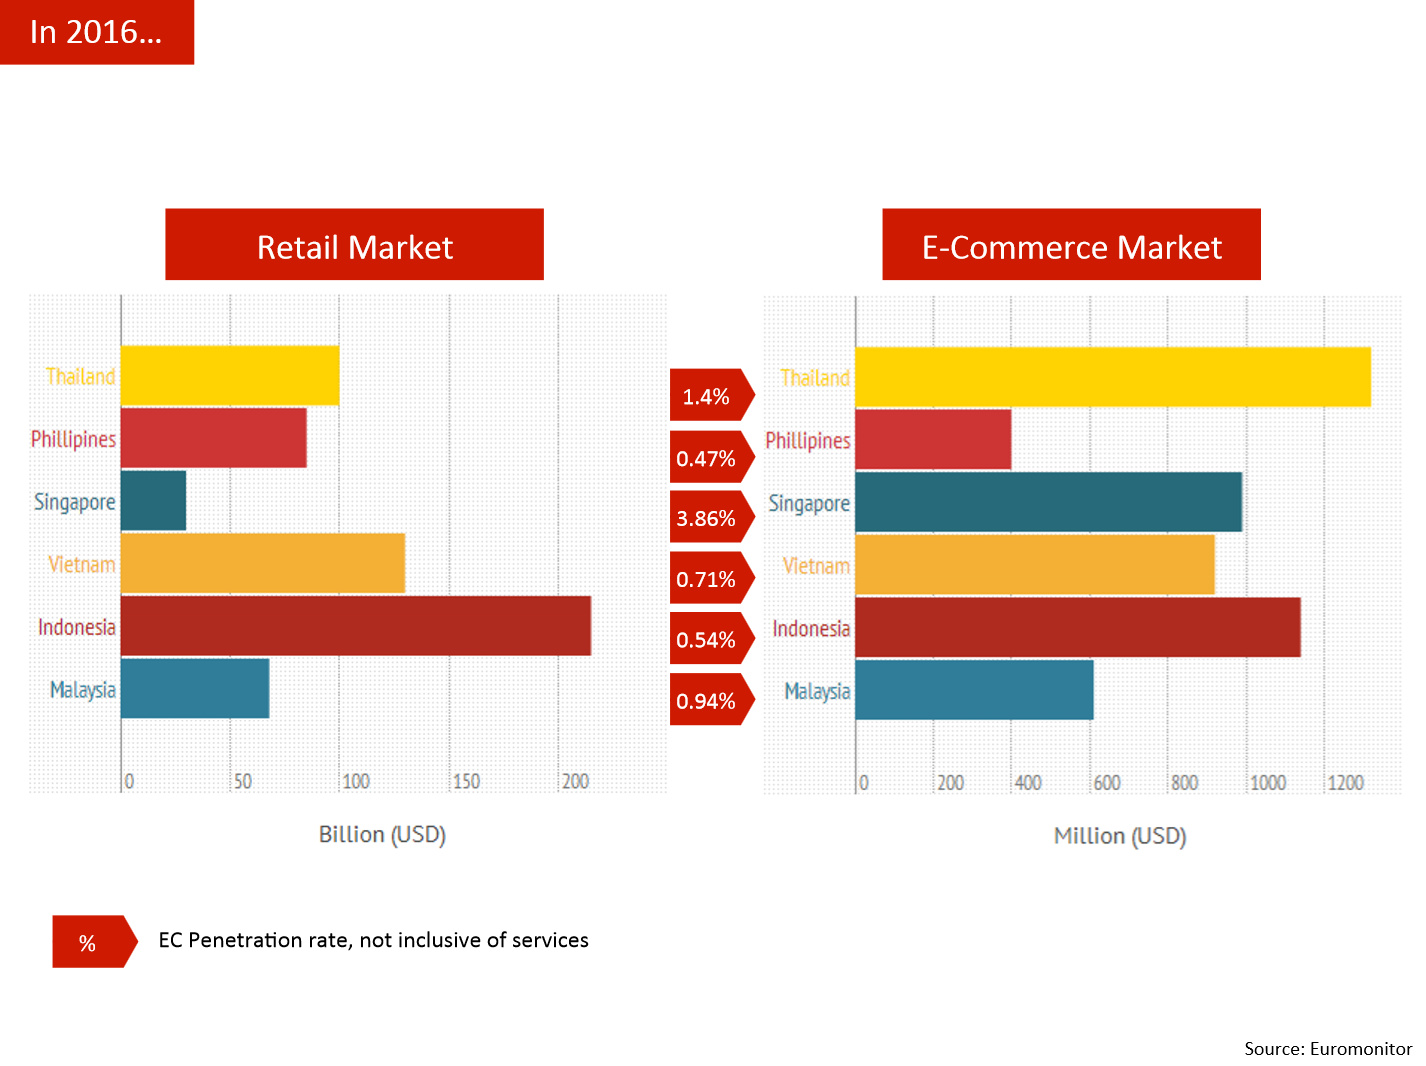 In 2016...
Retail Market
E-Commerce Market
Thailand
Phillipines
Singapore
Vietnam
Indonesia
Malaysia
0 50 100 150 200
Billion (USD)
1.4%
0.47%
3.86%
0.71%
0.54%
0.94%
Thailand
Phillipines
Singapore
Vietnam
Indonesia
Malaysia
0 200 400 600 800 1000 1200
Million (USD)
% EC Penetration rate, not inclusive of services
Source: Euromonitor